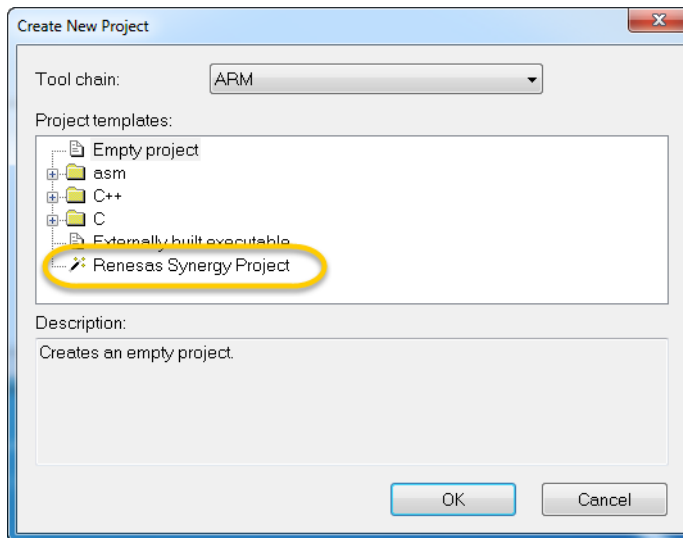 Create New Project
Tool chain: ARM
Project templates:
Empty project
asm
C++
C
Externally built executable
Renesas Synergy Project
Description:
Creates an empty project.
OK Cancel